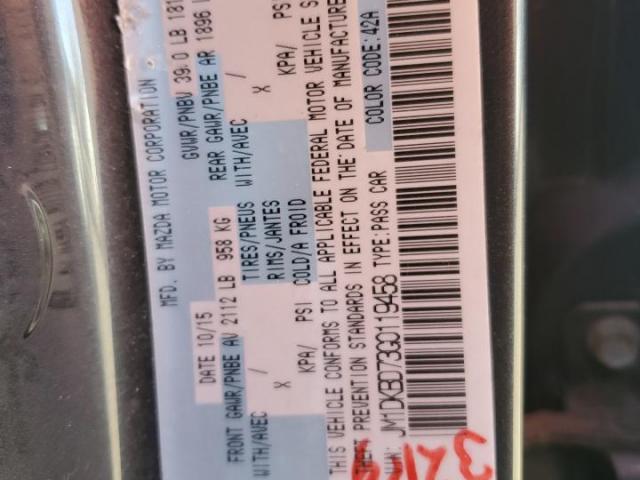 MFD. BY MAZDA MOTOR CORPORATION
DATE 10/15 GVWR/PNBV 39.0 LB 181
FRONT GAWR/PNBE AV 2112 LB 958 KG REAR GAWR/PNBE AR 1896 L
WITH/AVEC TIRES/PNEUS WITH/AVEC /
X RIMS/JANTES X
KPA/ PSI COLD/A FROID KPA/ PSI
THIS VEHICLE CONFORMS TO ALL APPLICABLE FEDERAL MOTOR VEHICLE S
THEFT PREVENTION STANDARDS IN EFFECT ON THE DATE OF MANUFACTURE
COLOR CODE:42A
JM1DKBD73G0119458 TYPE:PASS CAR